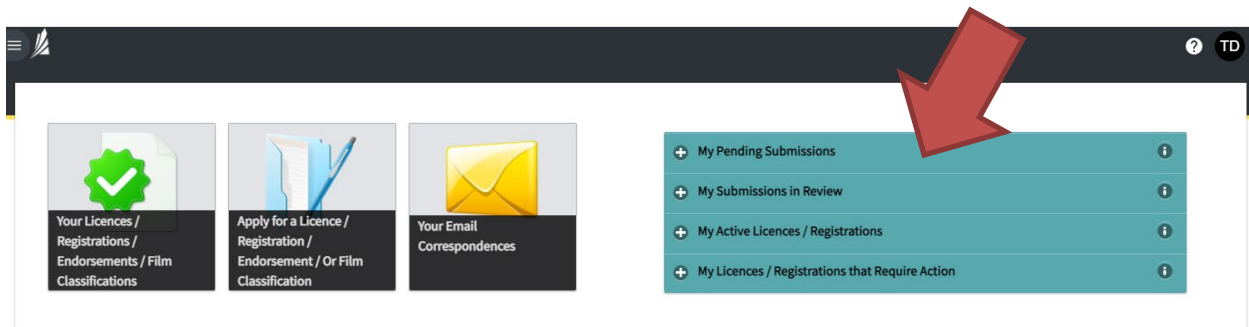 ?
TD
Your Licences /
Registrations /
Endorsements / Film
Classifications
Apply for a Licence /
Registration /
Endorsement / Or Film
Classification
Your Email
Correspondences
My Pending Submissions
My Submissions in Review
My Active Licences / Registrations
My Licences / Registrations that Require Action